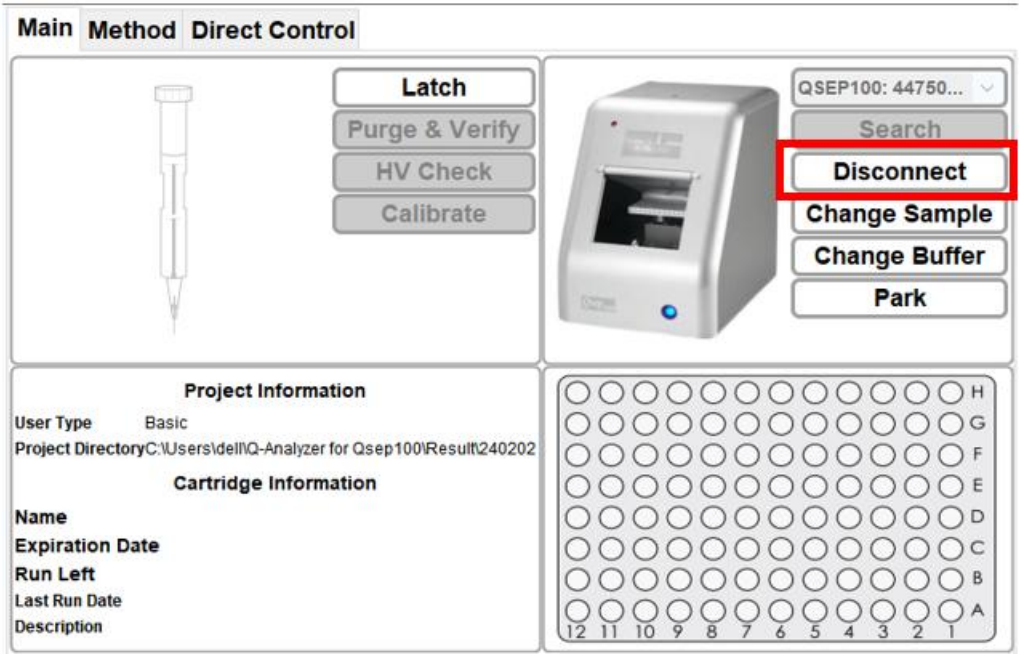 Main Method Direct Control
Latch
Purge & Verify
HV Check
Calibrate
QSEP100: 44750...
Search
Disconnect
Change Sample
Change Buffer
Park
Project Information
User Type Basic
Project Directory C:\Users\dell\Q-Analyzer for Qsep100\Result\240202
Cartridge Information
Name
Expiration Date
Run Left
Last Run Date
Description
H
G
F
E
D
C
B
A
12 11 10 9 8 7 6 5 4 3 2 1